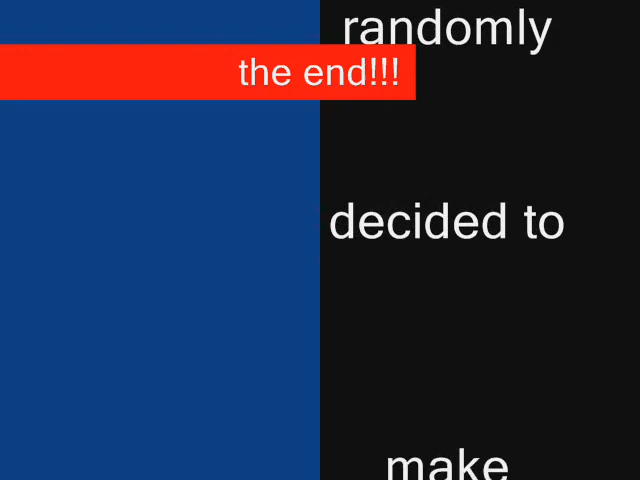 randomly
the end!!!
decided to
make